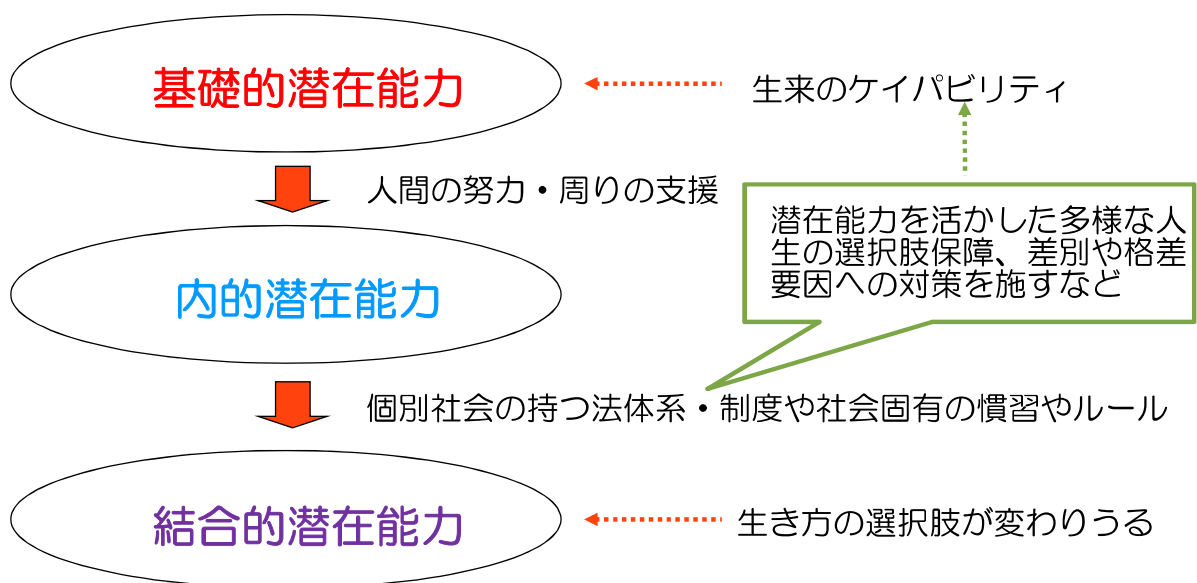 基礎的潜在能力
生来のケイパビリティ
人間の努力・周りの支援
潜在能力を活かした多様な人
生の選択肢保障、差別や格差
要因への対策を施すなど
内的潜在能力
個別社会の持つ法体系・制度や社会固有の慣習やルール
結合的潜在能力
生き方の選択肢が変わりうる